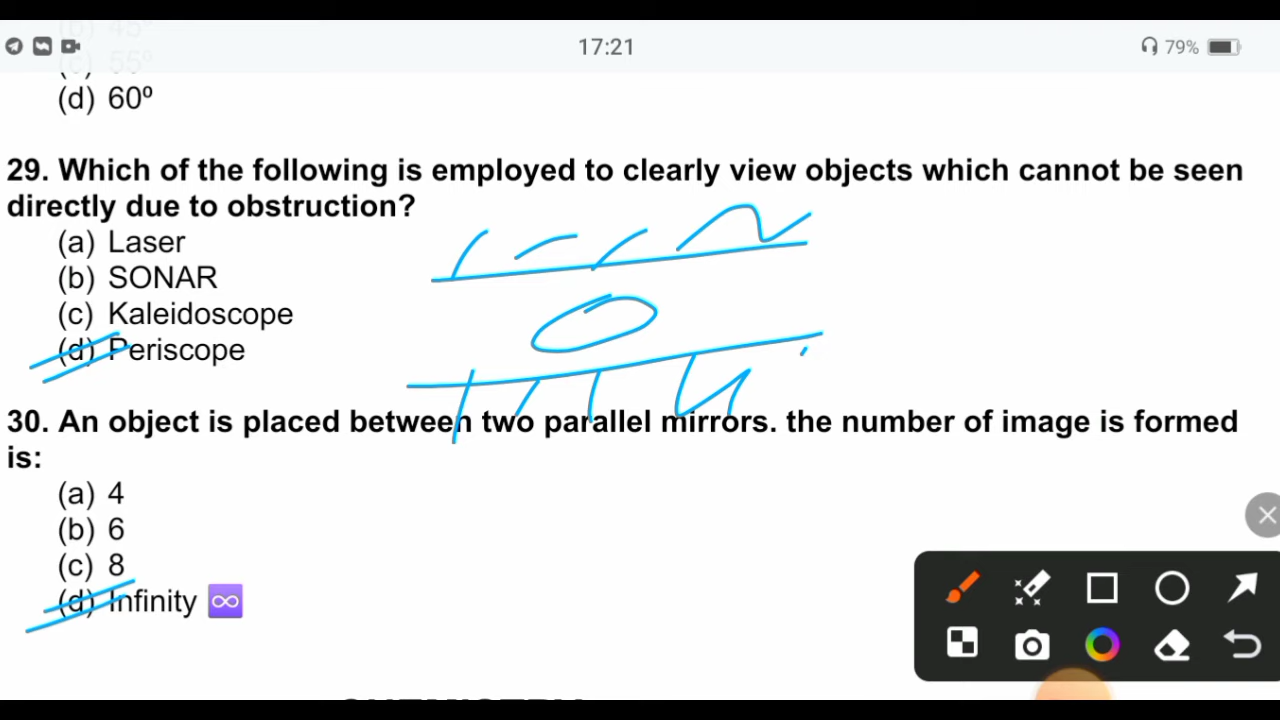 (b) 45°
17:21
79%
(c) 55º
(d) 60º
29. Which of the following is employed to clearly view objects which cannot be seen
directly due to obstruction?
(a) Laser
(b) SONAR
(c) Kaleidoscope
(d) Periscope
30. An object is placed between two parallel mirrors. the number of image is formed
is:
(a) 4
(b) 6
(c) 8
(d) Infinity ♾️